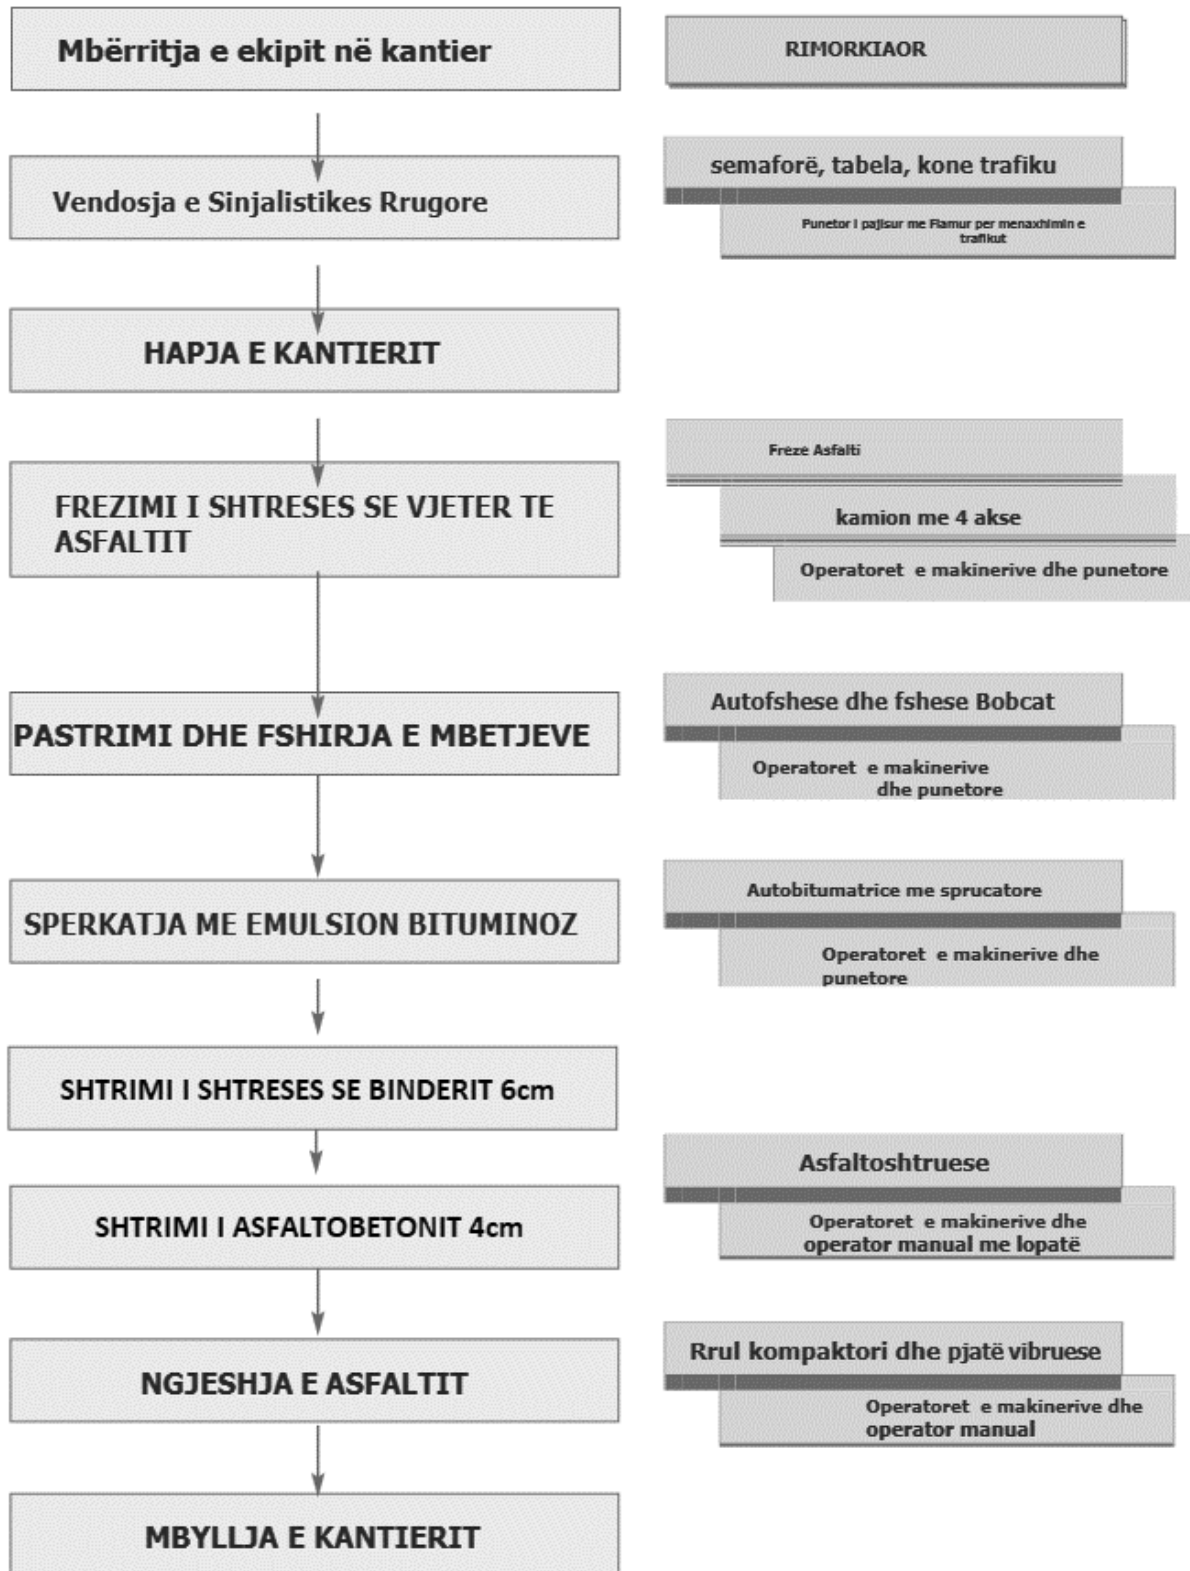 Mbërritja e ekipit në kantier
RIMORKIAOR
semaforë, tabela, kone trafiku
Vendosja e Sinjalistikes Rrugore
Punetor i pajisur me Flamur per menaxhimin e
trafikut
HAPJA E KANTIERIT
Freze Asfalti
FREZIMI I SHTRESES SE VJETER TE
ASFALTIT
kamion me 4 akse
Operatoret e makinerive dhe punetore
PASTRIMI DHE FSHIRJA E MBETJEVE
Autofshese dhe fshese Bobcat
Operatoret e makinerive
dhe punetore
SPERKATJA ME EMULSION BITUMINOZ
Autobitumatrice me sprucatore
Operatoret e makinerive dhe
punetore
SHTRIMI I SHTRESES SE BINDERIT 6cm
SHTRIMI I ASFALTOBETONIT 4cm
Asfaltoshtruese
Operatoret e makinerive dhe
operator manual me lopatë
NGJESHJA E ASFALTIT
Rrul kompaktori dhe pjatë vibruese
Operatoret e makinerive dhe
operator manual
MBYLLJA E KANTIERIT